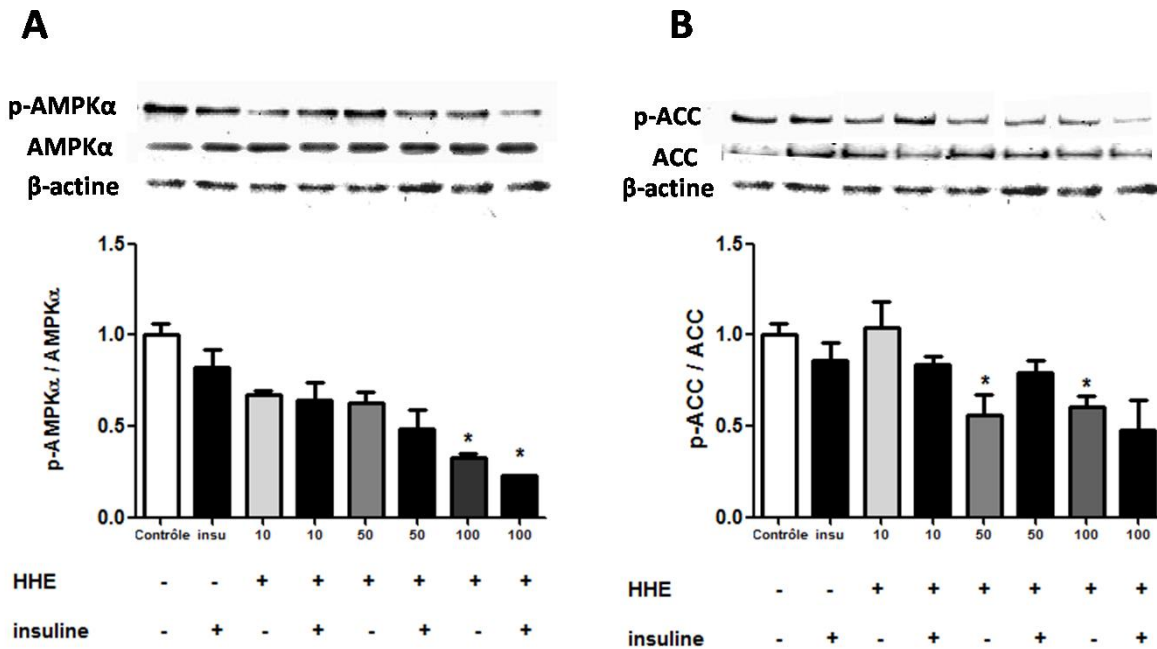 A
p-AMPKα
AMPKα
β-actine
1.5
1.0
0.5
0.0
p-AMPKα / AMPKα
* *
Contrôle insu 10 10 50 50 100 100
HHE - - + + + + + +
insuline - + - + - + - +
B
p-ACC
ACC
β-actine
1.5
1.0
0.5
0.0
p-ACC / ACC
* *
Contrôle insu 10 10 50 50 100 100
HHE - - + + + + + +
insuline - + - + - + - +